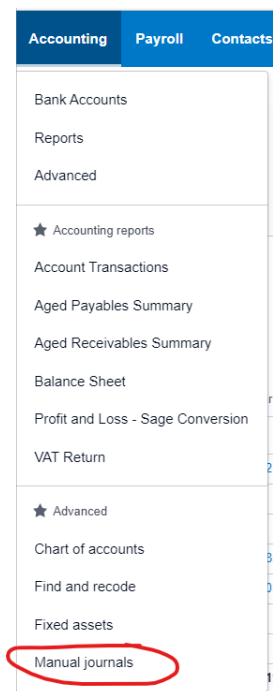 Accounting Payroll Contacts
Bank Accounts
Reports
Advanced
Accounting reports
Account Transactions
Aged Payables Summary
Aged Receivables Summary
Balance Sheet
Profit and Loss - Sage Conversion
VAT Return
Advanced
Chart of accounts
Find and recode
Fixed assets
Manual journals